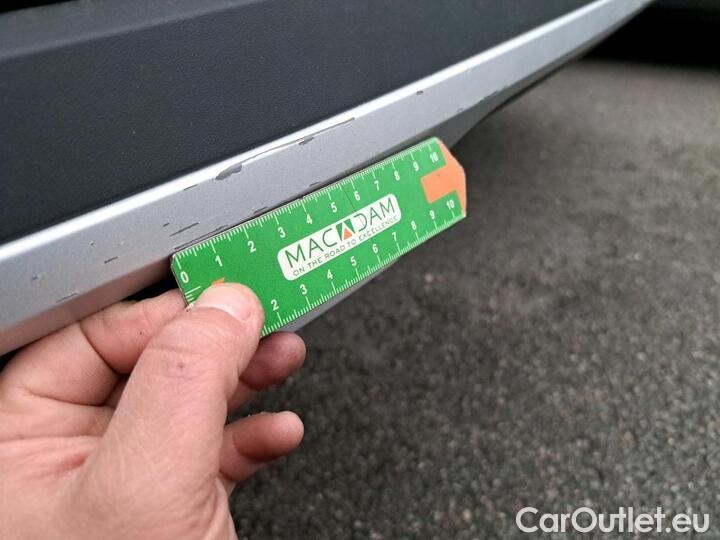 0 1 2 3 4 5 6 7 8 9 10
MACADAM
ON THE ROAD TO EXCELLENCE
2 3 4 5 6 7 8 9 10
CarOutlet.eu